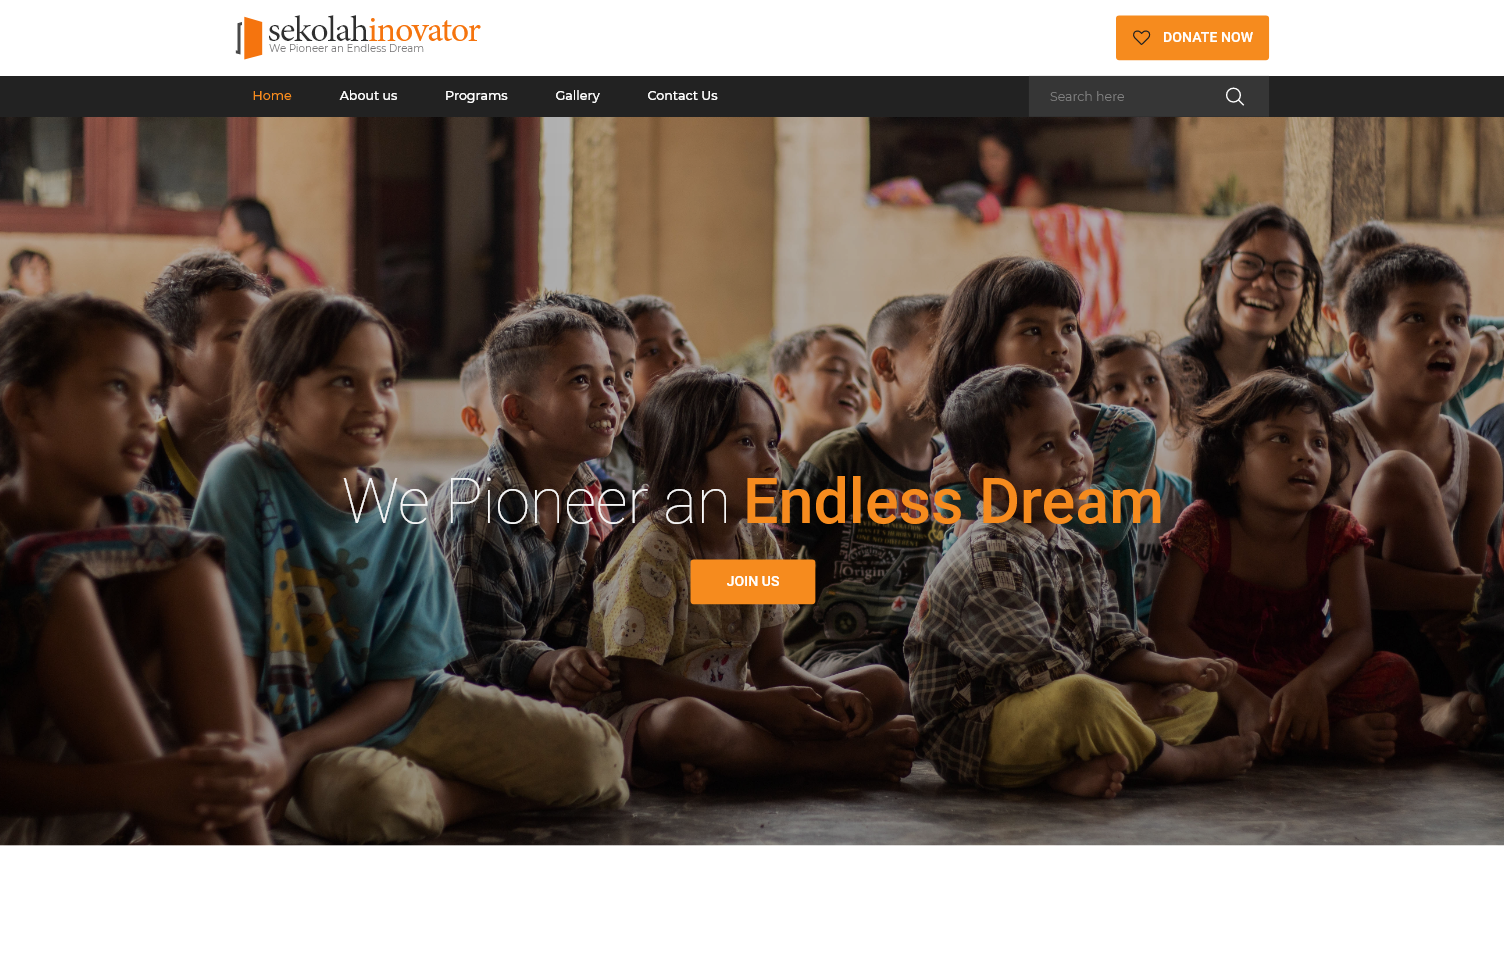 sekolahinovator
We Pioneer an Endless Dream
DONATE NOW
Home
About us
Programs
Gallery
Contact Us
Search here
We Pioneer an Endless Dream
JOIN US
Origin